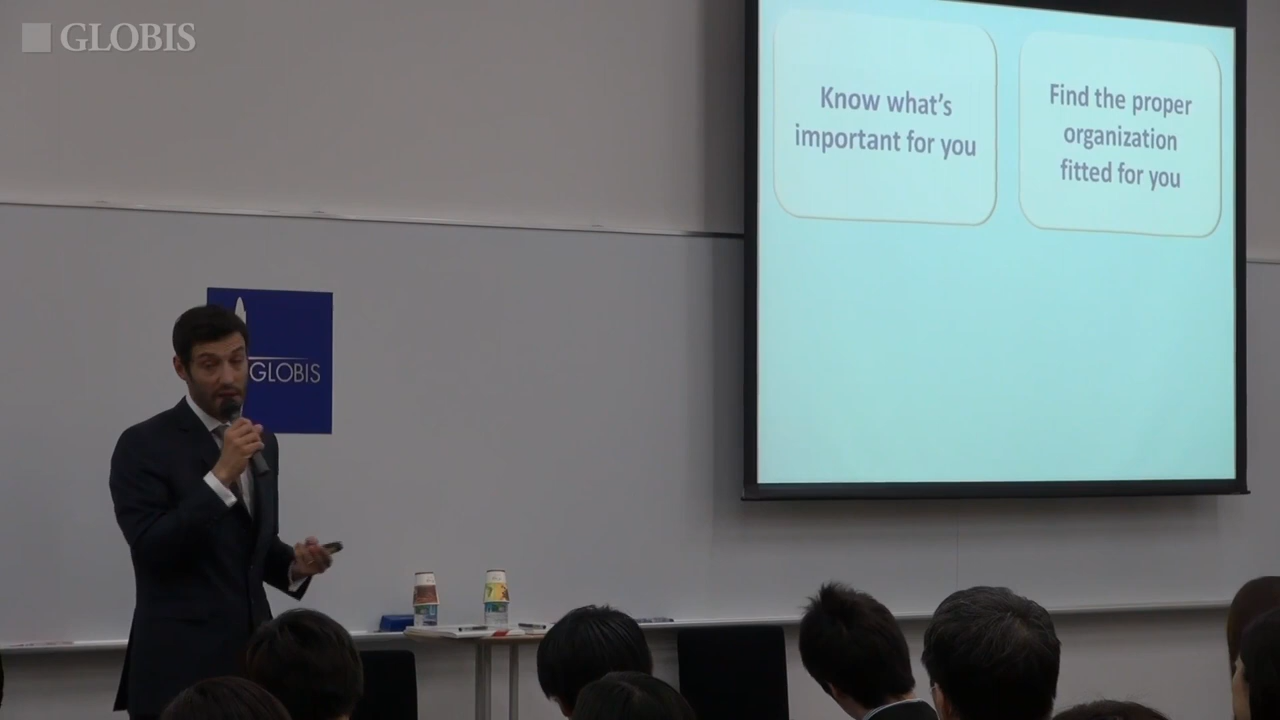 GLOBIS
Know what's
important for you
Find the proper
organization
fitted for you
GLOBIS